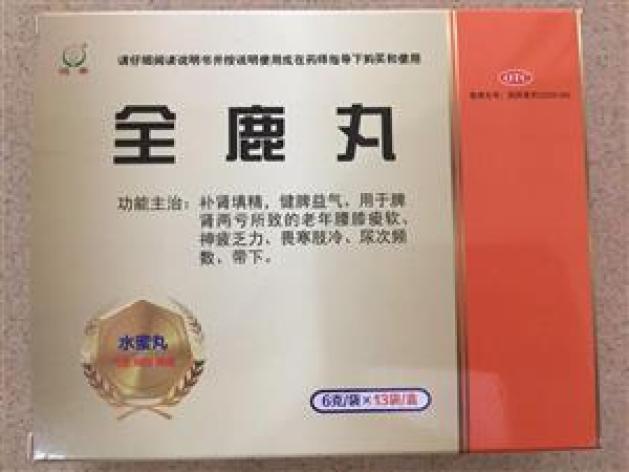 请仔细阅读说明书并按说明使用或在药师指导下购买和使用
OTC
全鹿丸
功能主治：补肾填精，健脾益气、用于脾
肾两亏所致的老年腰膝痠软、
神疲乏力、畏寒肢冷、尿次频
数、带下。
水蜜丸
6克/袋×13袋/盒